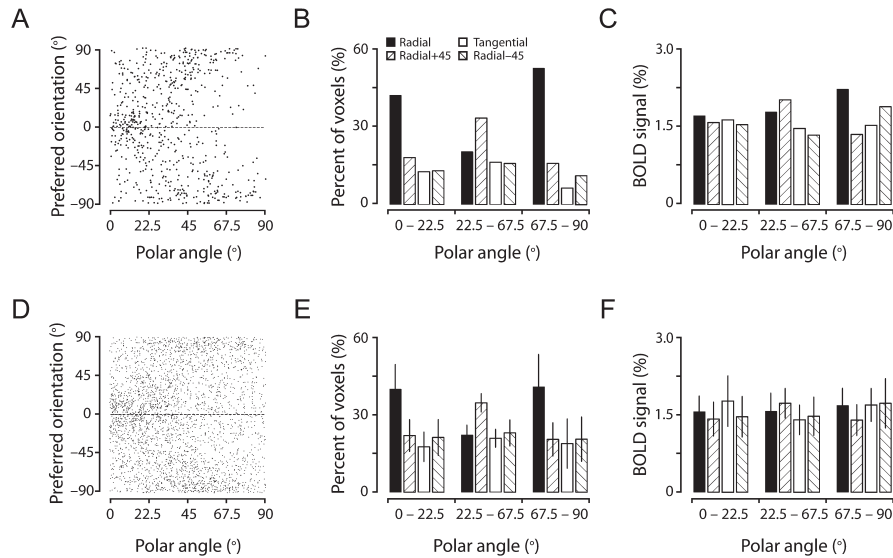 A
Preferred orientation (°)
90
45
0
−45
−90
0 22.5 45 67.5 90
Polar angle (°)
B
Percent of voxels (%)
60
30
0
Radial Tangential
Radial+45 Radial−45
0 – 22.5 22.5 – 67.5 67.5 – 90
Polar angle (°)
C
BOLD signal (%)
3.0
1.5
0
0 – 22.5 22.5 – 67.5 67.5 – 90
Polar angle (°)
D
Preferred orientation (°)
90
45
0
−45
−90
0 22.5 45 67.5 90
Polar angle (°)
E
Percent of voxels (%)
60
30
0
0 – 22.5 22.5 – 67.5 67.5 – 90
Polar angle (°)
F
BOLD signal (%)
3.0
1.5
0
0 – 22.5 22.5 – 67.5 67.5 – 90
Polar angle (°)